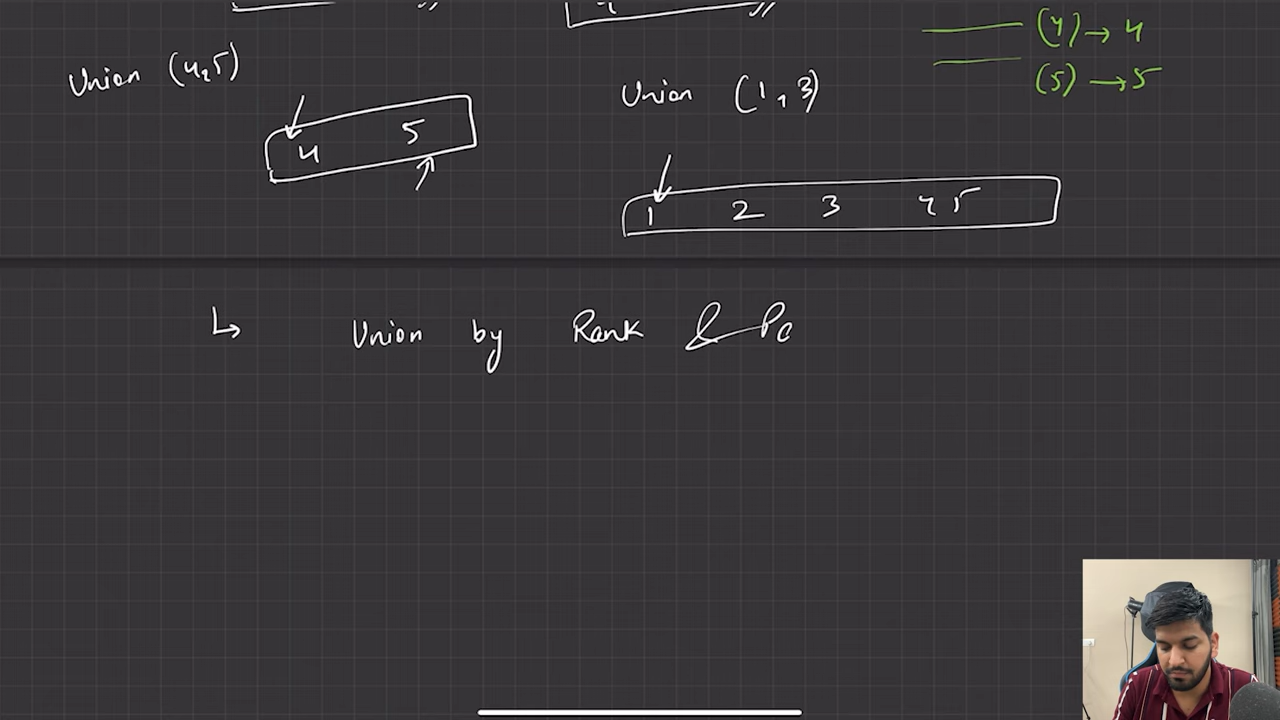 (4) → 4
Union (4,5)
(5) → 5
Union (1, 3)
4 5
1 2 3 4 5
↳ Union by Rank & Pc